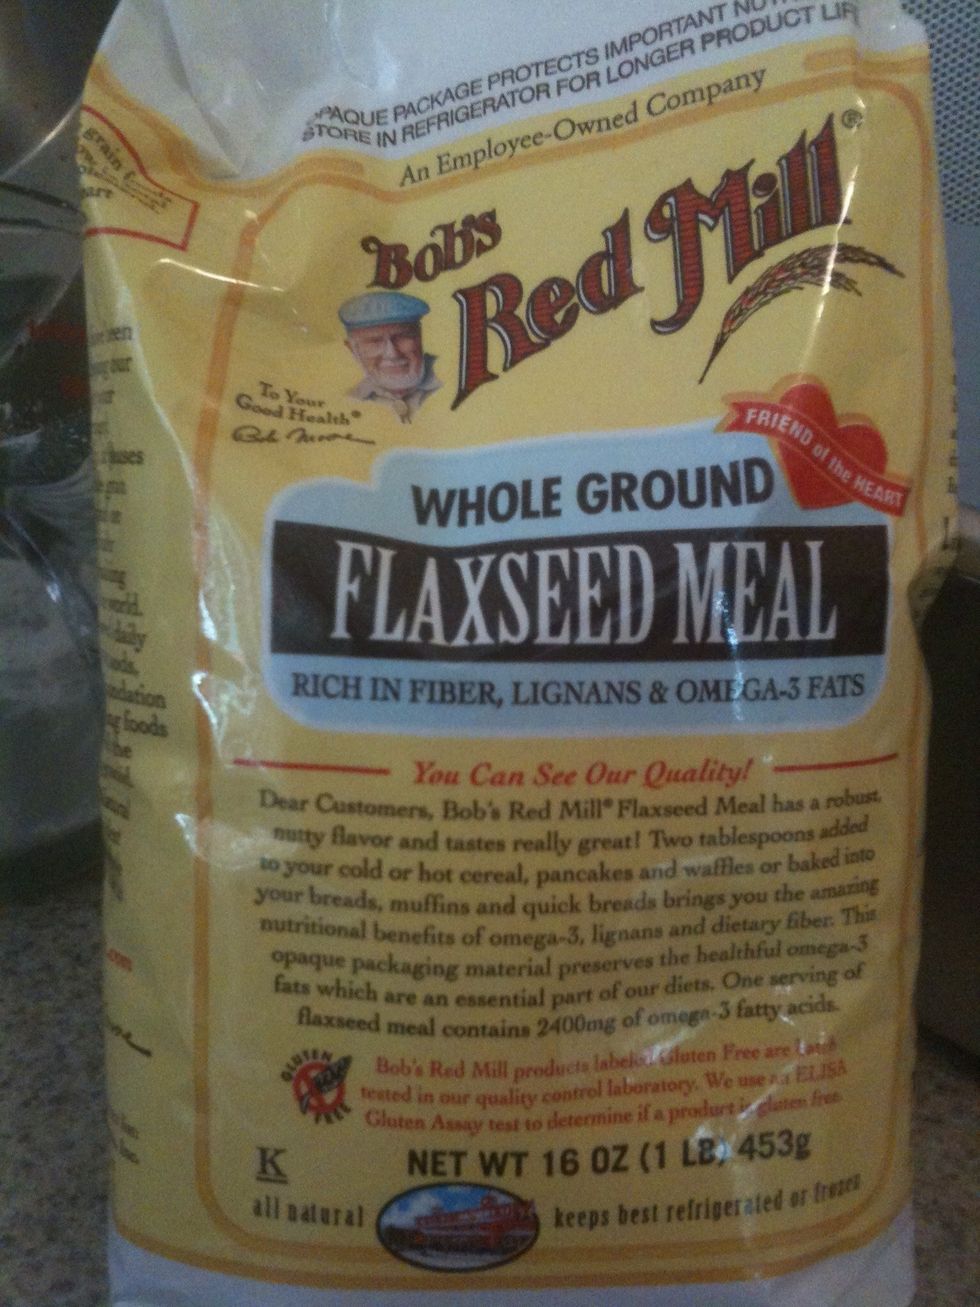 PAQUE PACKAGE PROTECTS IMPORTANT
STORE IN REFRIGERATOR FOR LONGER PRODUCT
An Employee-Owned Company
Bob's
Red Mill®
To Your
Good Health®
Bob Moore
FRIEND of the HEART
WHOLE GROUND
FLAXSEED MEAL
RICH IN FIBER, LIGNANS & OMEGA-3 FATS
You Can See Our Quality!
Dear Customers, Bob's Red Mill® Flaxseed Meal has a robust,
nutty flavor and tastes really great! Two tablespoons added
to your cold or hot cereal, pancakes and waffles or baked into
your breads, muffins and quick breads brings you the amazing
nutritional benefits of omega-3, lignans and dietary fiber. This
opaque packaging material preserves the healthful omega-3
fats which are an essential part of our diets. One serving of
flaxseed meal contains 2400mg of omega-3 fatty acids.
GLUTEN
FREE
Bob's Red Mill products labeled Gluten Free are batch
tested in our quality control laboratory. We use an ELISA
Gluten Assay test to determine if a product is gluten free.
K
NET WT 16 OZ (1 LB) 453g
all natural
keeps best refrigerated or frozen
grain
world.
daily
foods